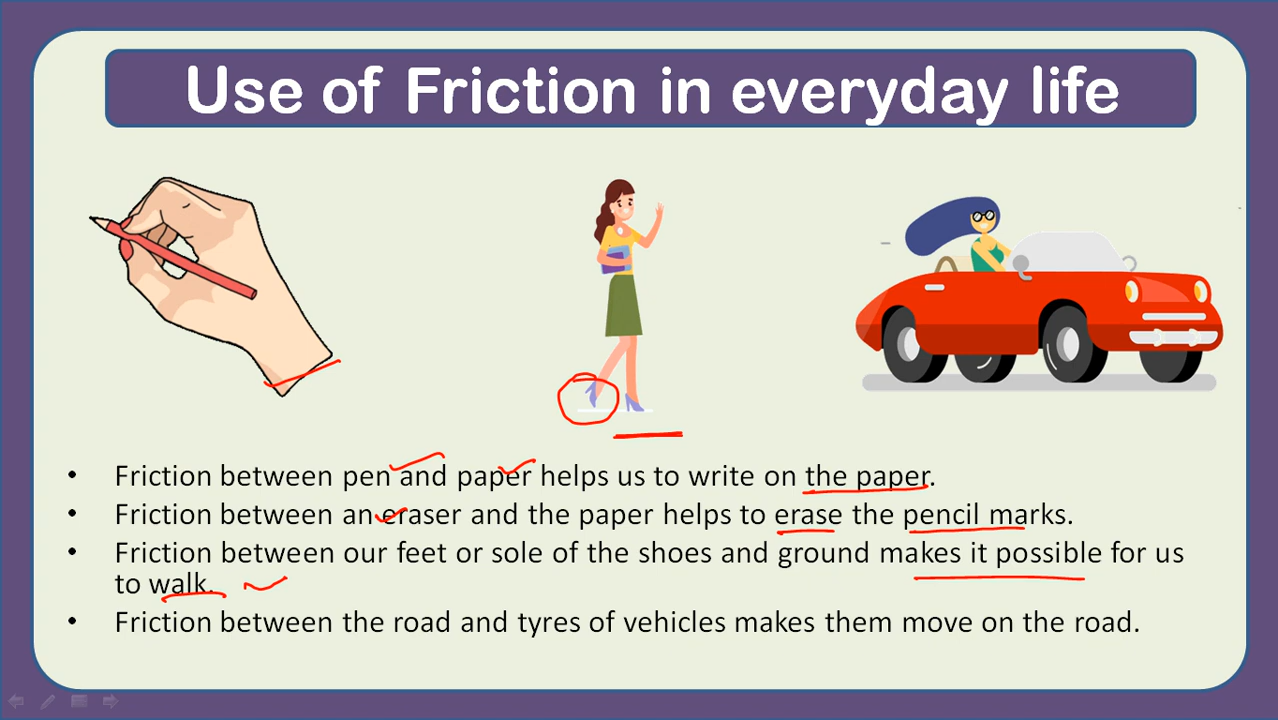 Use of Friction in everyday life
• Friction between pen and paper helps us to write on the paper.
• Friction between an eraser and the paper helps to erase the pencil marks.
• Friction between our feet or sole of the shoes and ground makes it possible for us
to walk.
• Friction between the road and tyres of vehicles makes them move on the road.